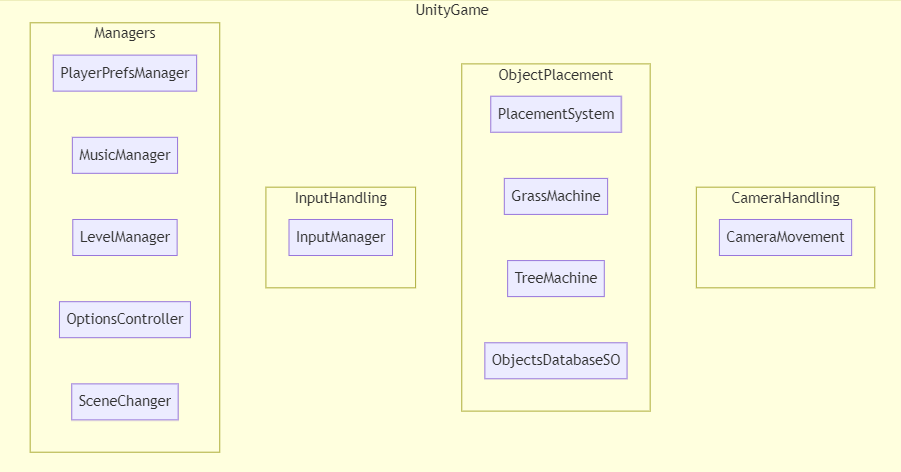 UnityGame
Managers
PlayerPrefsManager
MusicManager
LevelManager
OptionsController
SceneChanger
InputHandling
InputManager
ObjectPlacement
PlacementSystem
GrassMachine
TreeMachine
ObjectsDatabaseSO
CameraHandling
CameraMovement